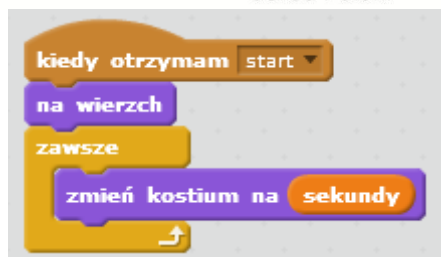 kiedy otrzymam start
na wierzch
zawsze
zmień kostium na sekundy